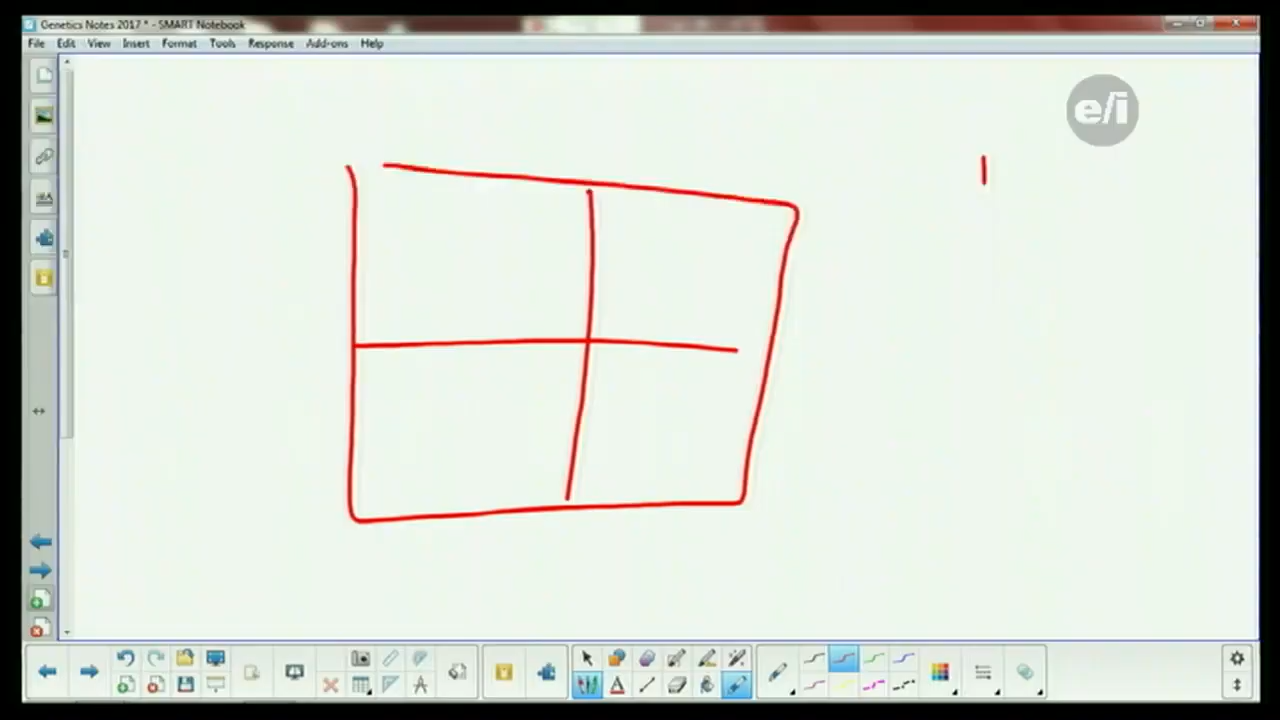 Genetics Notes 2017 * - SMART Notebook
File Edit View Insert Format Tools Response Add-ons Help
e/i